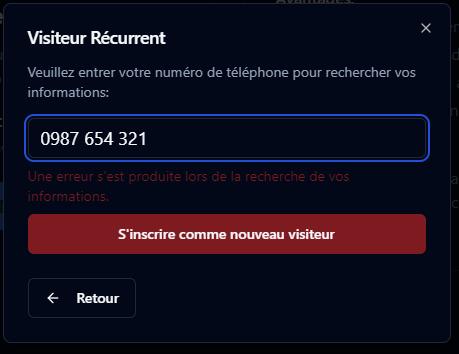 Visiteur Récurrent
Veuillez entrer votre numéro de téléphone pour rechercher vos
informations:
0987 654 321
Une erreur s'est produite lors de la recherche de vos
informations.
S'inscrire comme nouveau visiteur
Retour